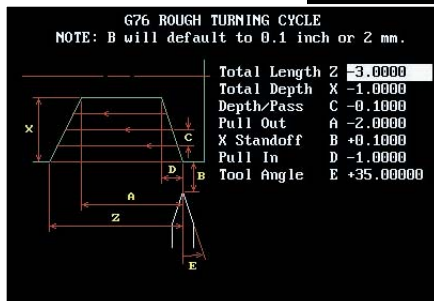 G76 ROUGH TURNING CYCLE
NOTE: B will default to 0.1 inch or 2 mm.
Total Length Z -3.0000
Total Depth X -1.0000
Depth/Pass C -0.1000
Pull Out A -2.0000
X Standoff B +0.1000
Pull In D -1.0000
Tool Angle E +35.00000
X
C
D
B
A
Z
E